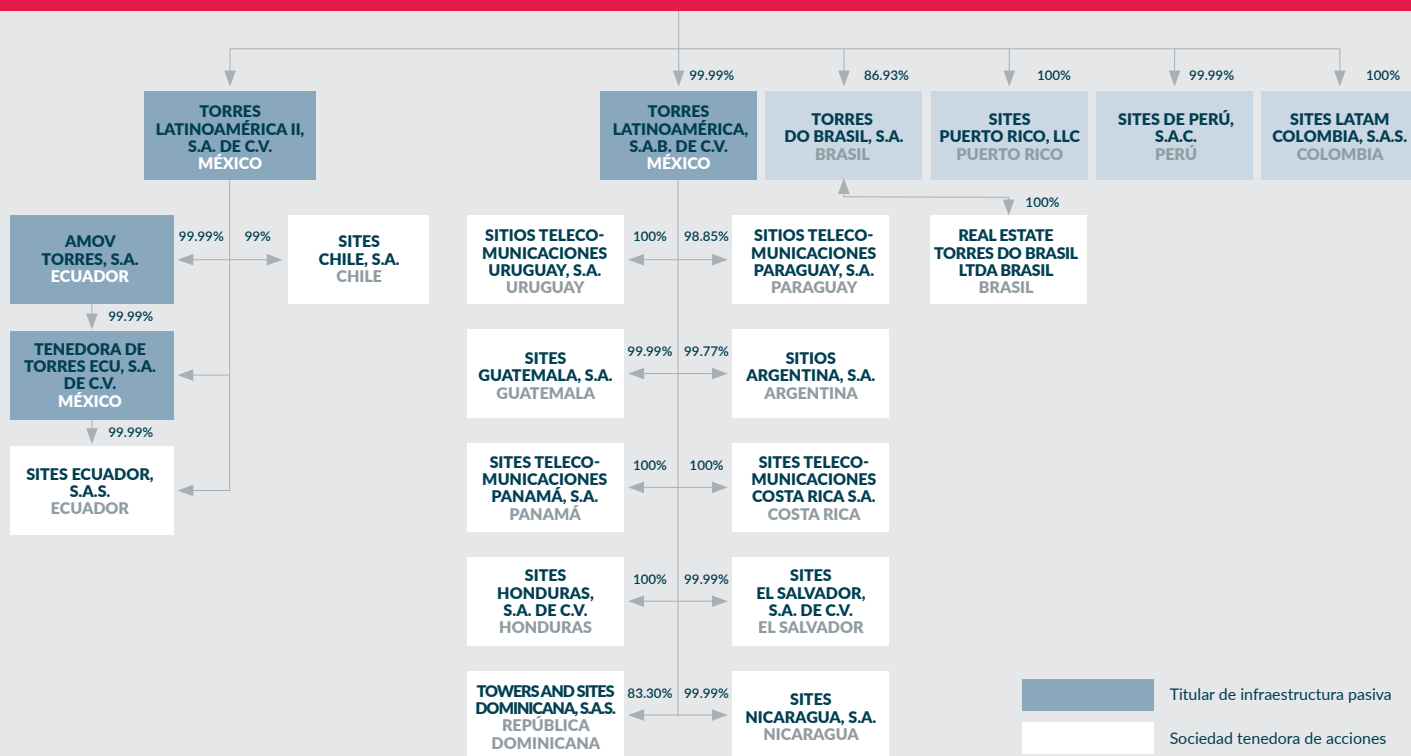 99.99%
86.93%
100%
99.99%
100%
TORRES
LATINOAMÉRICA II,
S.A. DE C.V.
MÉXICO
TORRES
LATINOAMÉRICA,
S.A.B. DE C.V.
MÉXICO
TORRES
DO BRASIL, S.A.
BRASIL
SITES
PUERTO RICO, LLC
PUERTO RICO
SITES DE PERÚ,
S.A.C.
PERÚ
SITES LATAM
COLOMBIA, S.A.S.
COLOMBIA
100%
AMOV
TORRES, S.A.
ECUADOR
99.99%
99%
SITES
CHILE, S.A.
CHILE
SITIOS TELECO-
MUNICACIONES
URUGUAY, S.A.
URUGUAY
100%
98.85%
SITIOS TELECO-
MUNICACIONES
PARAGUAY, S.A.
PARAGUAY
REAL ESTATE
TORRES DO BRASIL
LTDA BRASIL
BRASIL
99.99%
TENEDORA DE
TORRES ECU, S.A.
DE C.V.
MÉXICO
SITES
GUATEMALA, S.A.
GUATEMALA
99.99%
99.77%
SITIOS
ARGENTINA, S.A.
ARGENTINA
99.99%
SITES ECUADOR,
S.A.S.
ECUADOR
SITES TELECO-
MUNICACIONES
PANAMÁ, S.A.
PANAMÁ
100%
100%
SITES TELECO-
MUNICACIONES
COSTA RICA S.A.
COSTA RICA
SITES
HONDURAS,
S.A. DE C.V.
HONDURAS
100%
99.99%
SITES
EL SALVADOR,
S.A. DE C.V.
EL SALVADOR
TOWERS AND SITES
DOMINICANA, S.A.S.
REPÚBLICA
DOMINICANA
83.30%
99.99%
SITES
NICARAGUA, S.A.
NICARAGUA
Titular de infraestructura pasiva
Sociedad tenedora de acciones